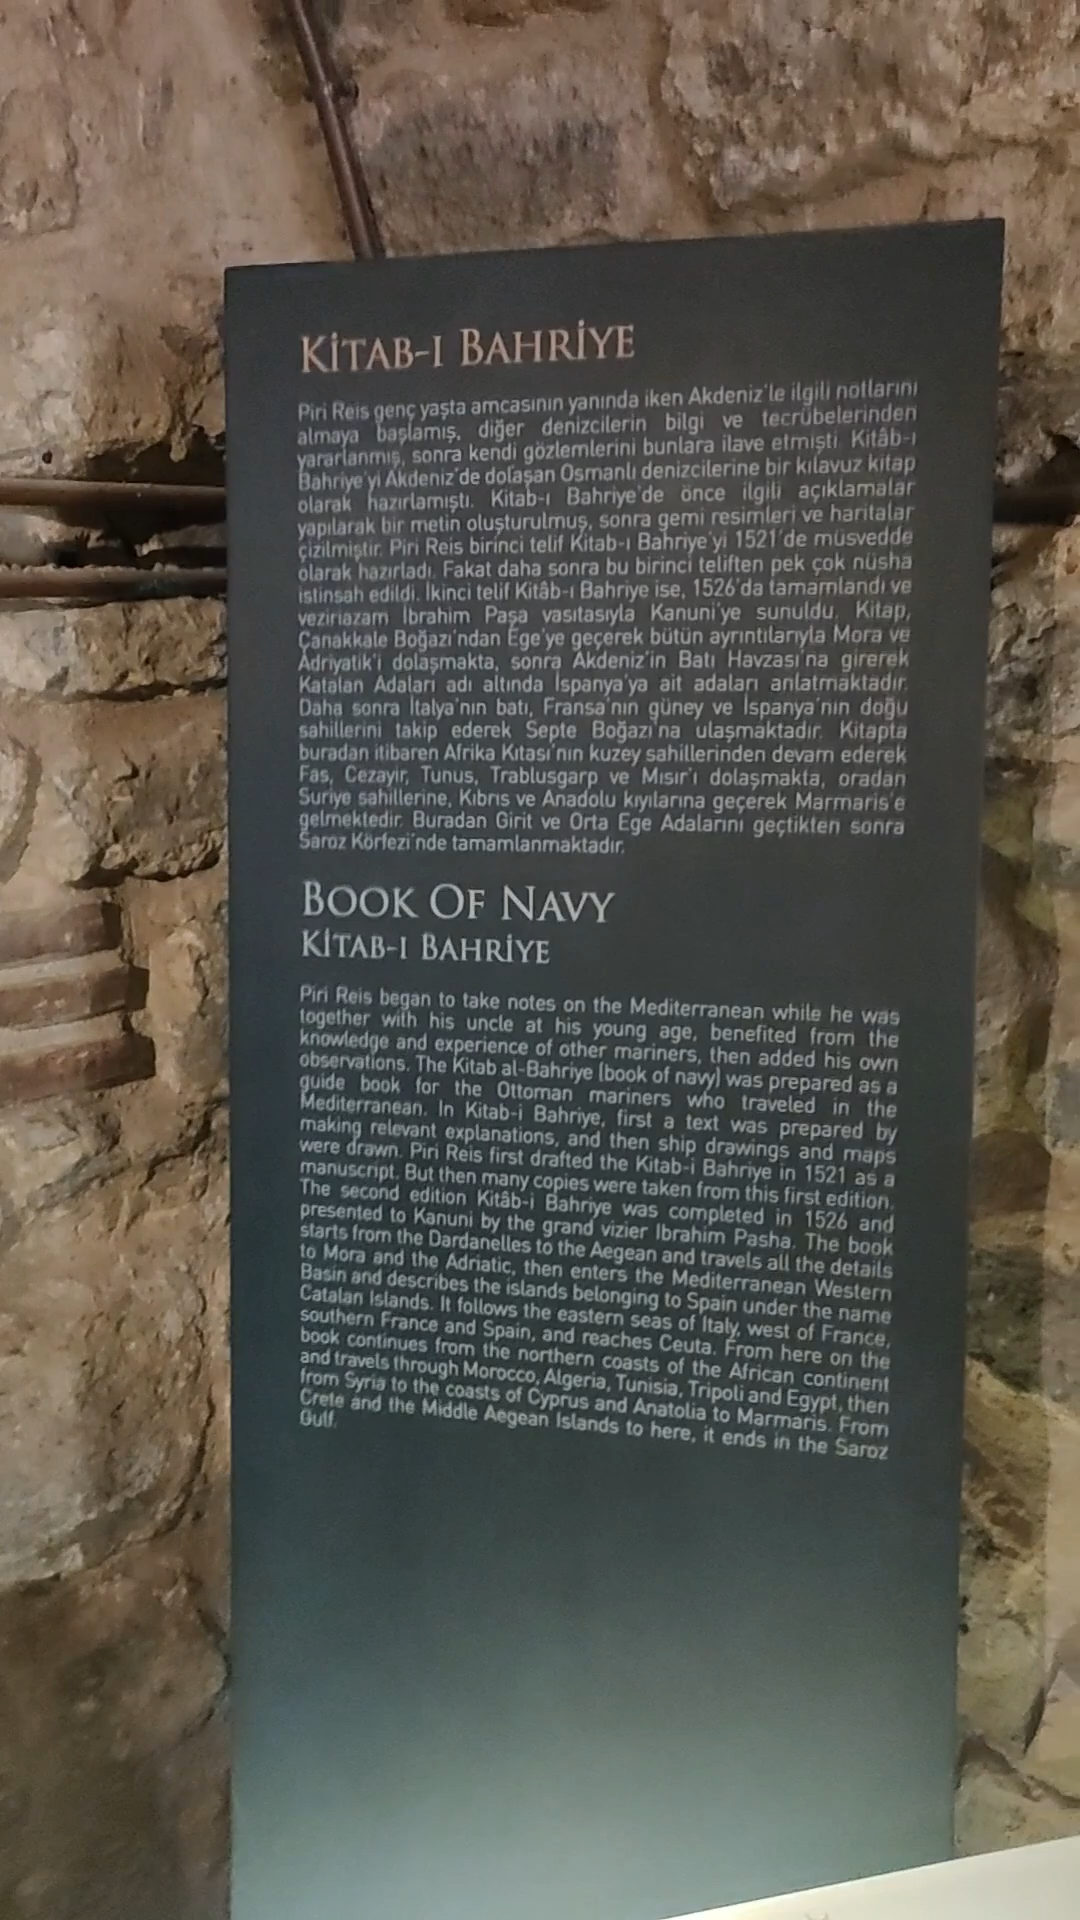 KİTAB-I BAHRİYE
Piri Reis genç yaşta amcasının yanında iken Akdeniz'le ilgili notlarını
almaya başlamış, diğer denizcilerin bilgi ve tecrübelerinden
yararlanmış, sonra kendi gözlemlerini bunlara ilave etmişti. Kitâb-ı
Bahriye'yi Akdeniz'de dolaşan Osmanlı denizcilerine bir kılavuz kitap
olarak hazırlamıştı. Kitab-ı Bahriye'de önce ilgili açıklamalar
yapılarak bir metin oluşturulmuş, sonra gemi resimleri ve haritalar
çizilmiştir. Piri Reis birinci telif Kitab-ı Bahriye'yi 1521'de müsvedde
olarak hazırladı. Fakat daha sonra bu birinci teliften pek çok nüsha
istinsah edildi. İkinci telif Kitâb-ı Bahriye ise, 1526'da tamamlandı ve
veziriazam İbrahim Paşa vasıtasıyla Kanuni'ye sunuldu. Kitap,
Çanakkale Boğazı'ndan Ege'ye geçerek bütün ayrıntılarıyla Mora ve
Adriyatik'i dolaşmakta, sonra Akdeniz'in Batı Havzası'na girerek
Katalan Adaları adı altında İspanya'ya ait adaları anlatmaktadır.
Daha sonra İtalya'nın batı, Fransa'nın güney ve İspanya'nın doğu
sahillerini takip ederek Septe Boğazı'na ulaşmaktadır. Kitapta
buradan itibaren Afrika Kıtası'nın kuzey sahillerinden devam ederek
Fas, Cezayir, Tunus, Trablusgarp ve Mısır'ı dolaşmakta, oradan
Suriye sahillerine, Kıbrıs ve Anadolu kıyılarına geçerek Marmaris'e
gelmektedir. Buradan Girit ve Orta Ege Adalarını geçtikten sonra
Saroz Körfezi'nde tamamlanmaktadır.
BOOK OF NAVY
KİTAB-I BAHRİYE
Piri Reis began to take notes on the Mediterranean while he was
together with his uncle at his young age, benefited from the
knowledge and experience of other mariners, then added his own
observations. The Kitab al-Bahriye (book of navy) was prepared as a
guide book for the Ottoman mariners who traveled in the
Mediterranean. In Kitab-i Bahriye, first a text was prepared by
making relevant explanations, and then ship drawings and maps
were drawn. Piri Reis first drafted the Kitab-i Bahriye in 1521 as a
manuscript. But then many copies were taken from this first edition.
The second edition Kitâb-i Bahriye was completed in 1526 and
presented to Kanuni by the grand vizier Ibrahim Pasha. The book
starts from the Dardanelles to the Aegean and travels all the details
to Mora and the Adriatic, then enters the Mediterranean Western
Basin and describes the islands belonging to Spain under the name
Catalan Islands. It follows the eastern seas of Italy, west of France,
southern France and Spain, and reaches Ceuta. From here on the
book continues from the northern coasts of the African continent
and travels through Morocco, Algeria, Tunisia, Tripoli and Egypt, then
from Syria to the coasts of Cyprus and Anatolia to Marmaris. From
Crete and the Middle Aegean Islands to here, it ends in the Saroz
Gulf.